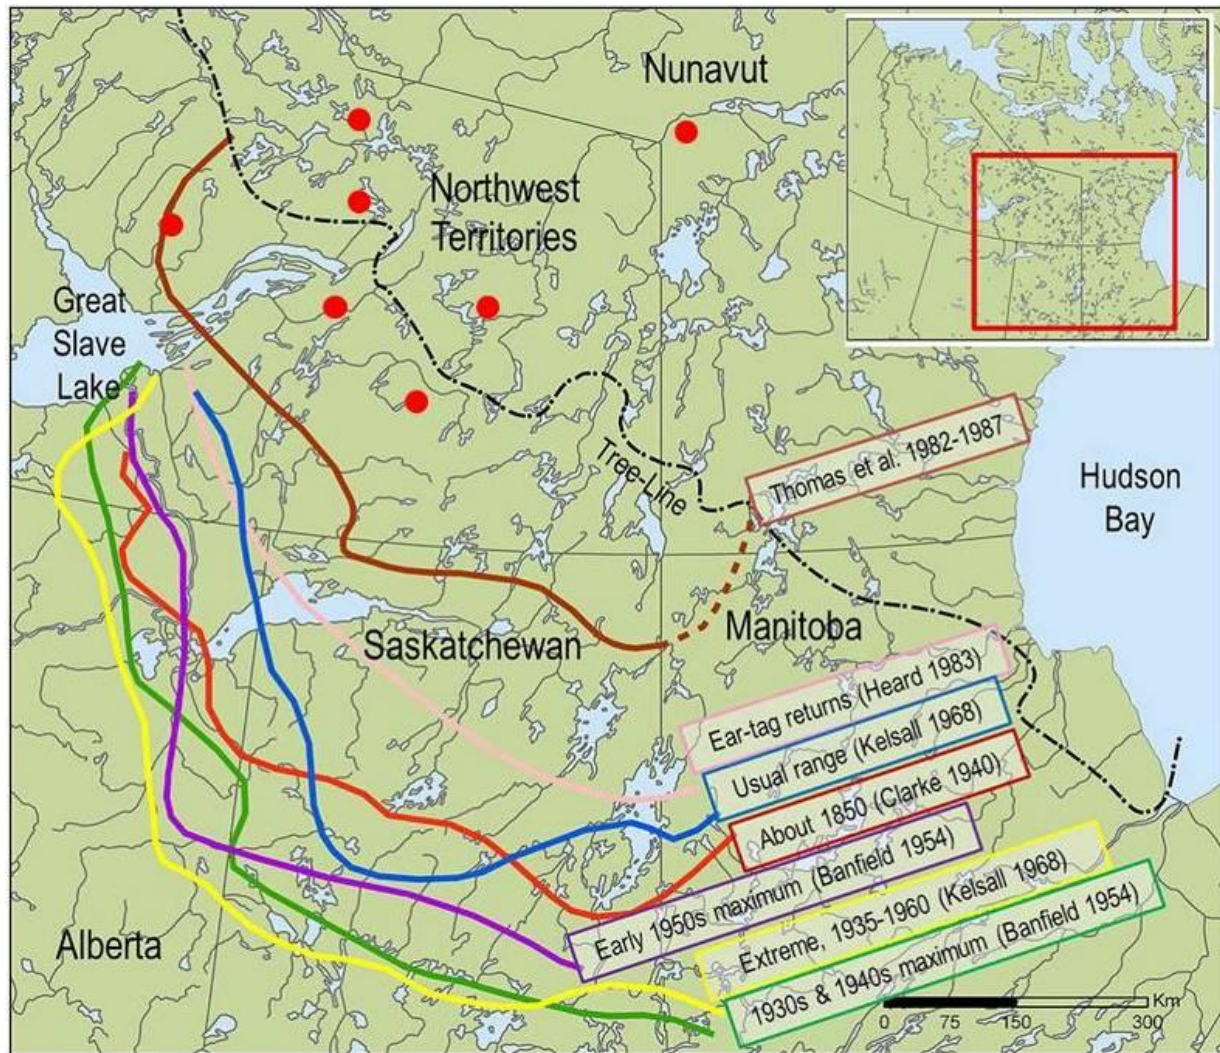 Nunavut
Northwest
Territories
Great
Slave
Lake
Tree-Line
Thomas et al. 1982-1987
Hudson
Bay
Saskatchewan
Manitoba
Ear-tag returns (Heard 1983)
Usual range (Kelsall 1968)
About 1850 (Clarke 1940)
Early 1950s maximum (Banfield 1954)
Extreme, 1935-1960 (Kelsall 1968)
1930s & 1940s maximum (Banfield 1954)
Alberta
Km
0 75 150 300